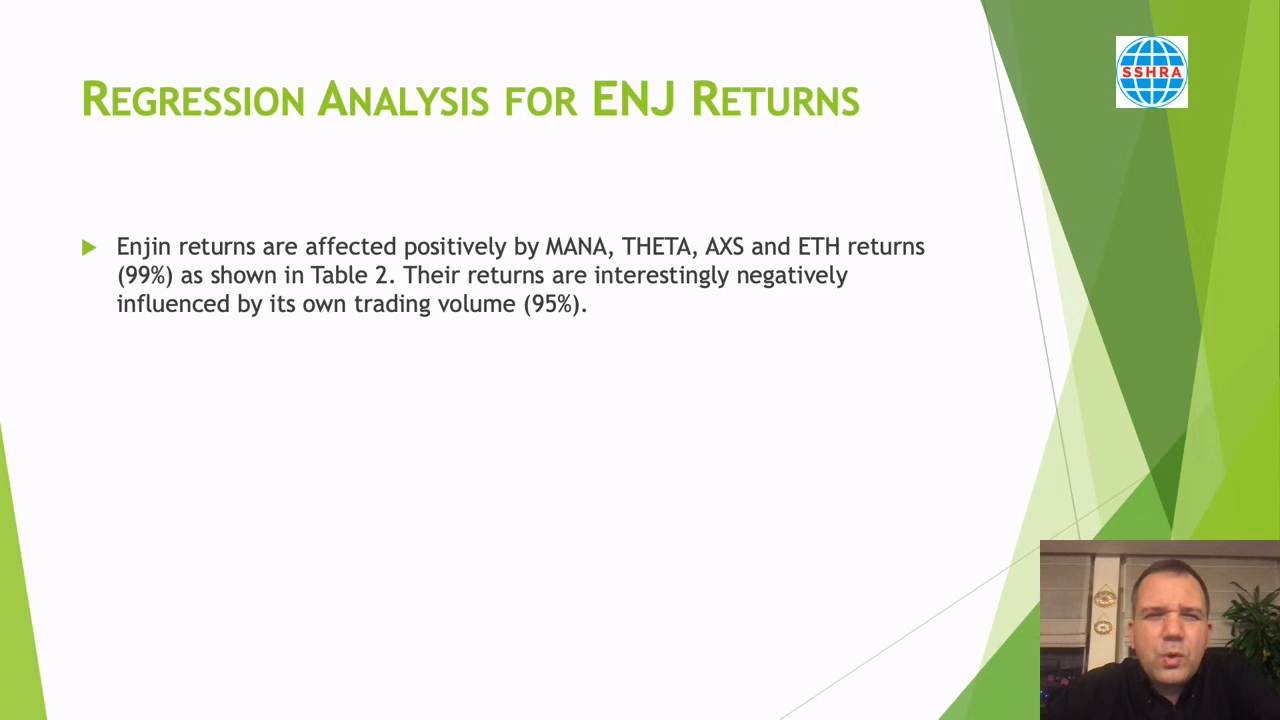 REGRESSION ANALYSIS FOR ENJ RETURNS
SSHRA
Enjin returns are affected positively by MANA, THETA, AXS and ETH returns
(99%) as shown in Table 2. Their returns are interestingly negatively
influenced by its own trading volume (95%).